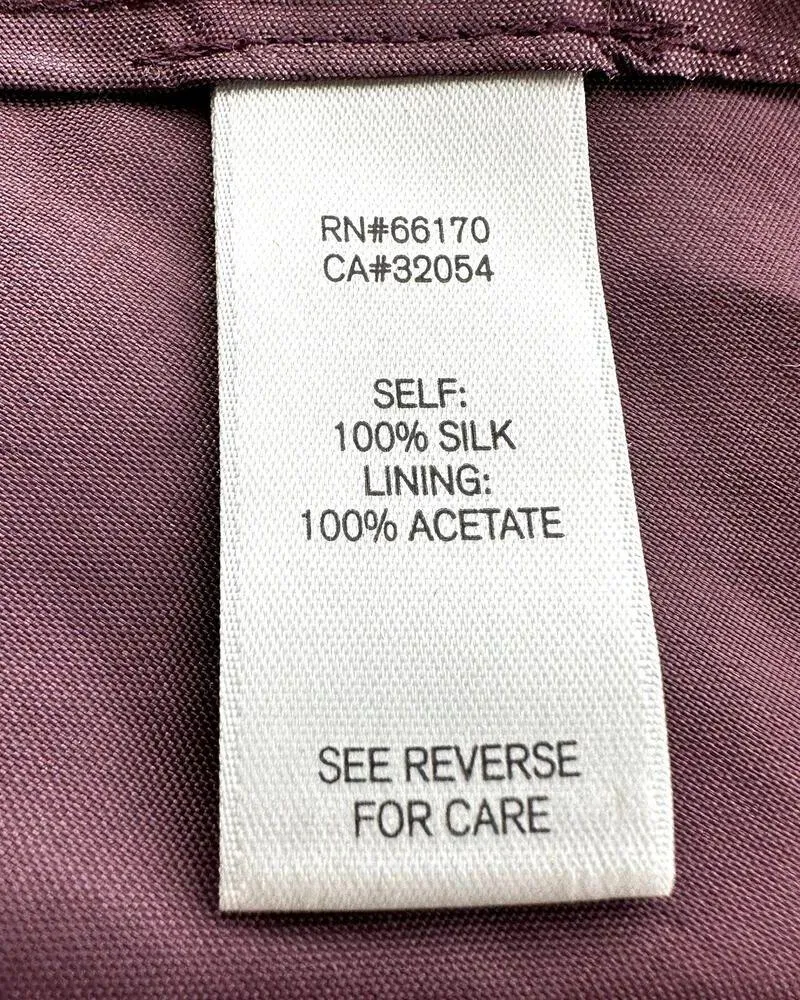 RN#66170
CA#32054
SELF:
100% SILK
LINING:
100% ACETATE
SEE REVERSE
FOR CARE